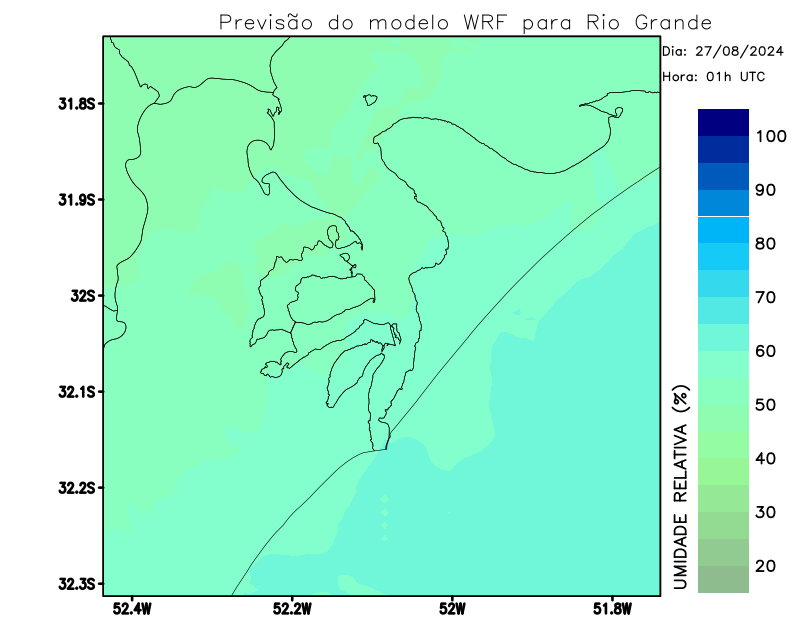 Previsão do modelo WRF para Rio Grande
Dia: 27/08/2024
Hora: 01h UTC
31.8S
31.9S
32S
32.1S
32.2S
32.3S
52.4W
52.2W
52W
51.8W
100
90
80
70
60
50
40
30
20
UMIDADE RELATIVA (%)